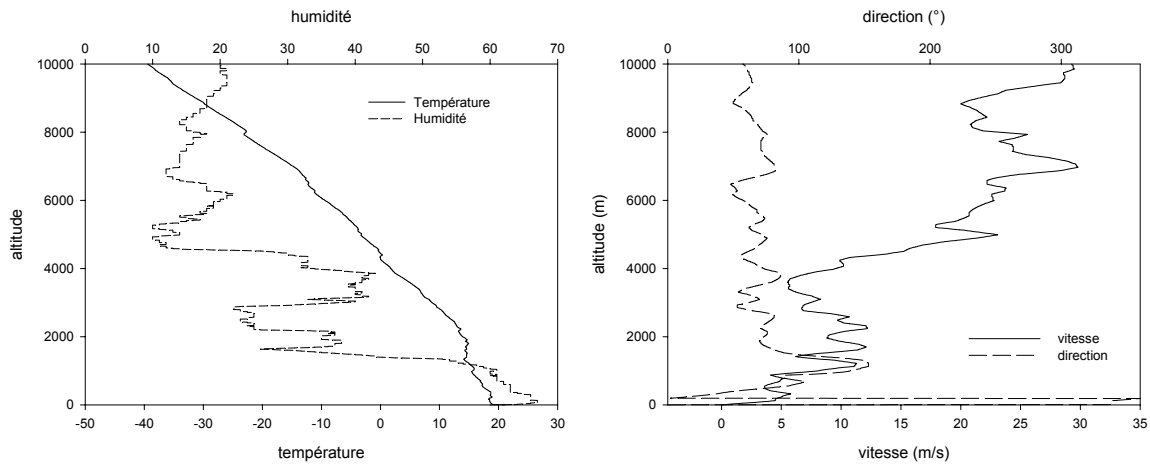 humidité
0 10 20 30 40 50 60 70
10000
8000
6000
4000
2000
0
altitude
Température
Humidité
-50 -40 -30 -20 -10 0 10 20 30
température
direction (°)
0 100 200 300
10000
8000
6000
4000
2000
0
altitude (m)
vitesse
direction
0 5 10 15 20 25 30 35
vitesse (m/s)